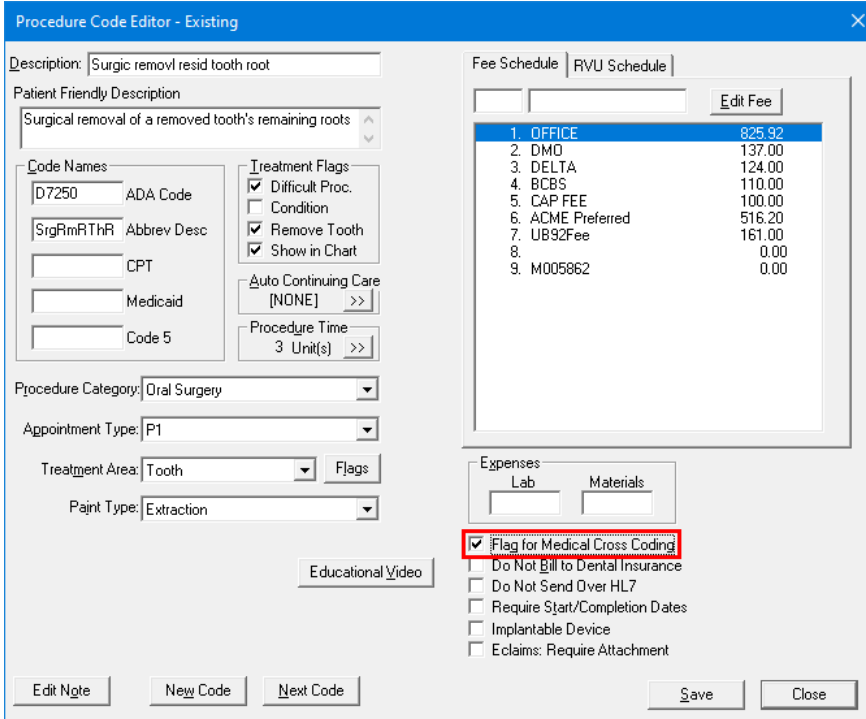 Procedure Code Editor - Existing
Description: Surgic removl resid tooth root
Patient Friendly Description
Surgical removal of a removed tooth's remaining roots
Code Names
D7250 ADA Code
SrgRmRThR Abbrev Desc
CPT
Medicaid
Code 5
Treatment Flags
Difficult Proc.
Condition
Remove Tooth
Show in Chart
Auto Continuing Care
[NONE] >>
Procedure Time
3 Unit(s) >>
Procedure Category: Oral Surgery
Appointment Type: P1
Treatment Area: Tooth Flags
Paint Type: Extraction
Educational Video
Edit Note New Code Next Code
Fee Schedule RVU Schedule
Edit Fee
1. OFFICE 825.92
2. DMO 137.00
3. DELTA 124.00
4. BCBS 110.00
5. CAP FEE 100.00
6. ACME Preferred 516.20
7. UB92Fee 161.00
8. 0.00
9. M005862 0.00
Expenses
Lab Materials
Flag for Medical Cross Coding
Do Not Bill to Dental Insurance
Do Not Send Over HL7
Require Start/Completion Dates
Implantable Device
Eclaims: Require Attachment
Save Close